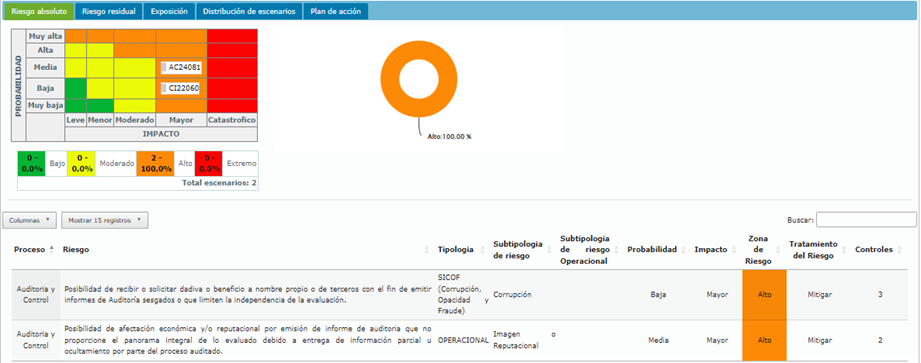 Riesgo absoluto Riesgo residual Exposición Distribución de escenarios Plan de acción
PROBABILIDAD
Muy alta
Alta
Media AC24081
Baja CI22060
Muy baja
Leve Menor Moderado Mayor Catastrofico
IMPACTO
Alto:100.00 %
0 - 0,0% Bajo 0 - 0,0% Moderado 2 - 100,0% Alto 0 - 0,0% Extremo
Total escenarios: 2
Columnas Mostrar 15 registros Buscar:
Proceso Riesgo Tipologia Subtipologia de riesgo Subtipologia de riesgo Operacional Probabilidad Impacto Zona de Riesgo Tratamiento del Riesgo Controles
Auditoria y Control
Posibilidad de recibir o solicitar dadiva o beneficio a nombre propio o de terceros con el fin de emitir
informes de Auditoría sesgados o que limiten la independencia de la evaluación.
SICOF
(Corrupción,
Opacidad y
Fraude)
Corrupción Baja Mayor Alto Mitigar 3
Auditoria y Control
Posibilidad de afectación económica y/o reputacional por emisión de informe de auditoria que no
proporcione el panorama integral de lo evaluado debido a entrega de información parcial u
ocultamiento por parte del proceso auditado.
OPERACIONAL
Imagen o
Reputacional
Media Mayor Alto Mitigar 2